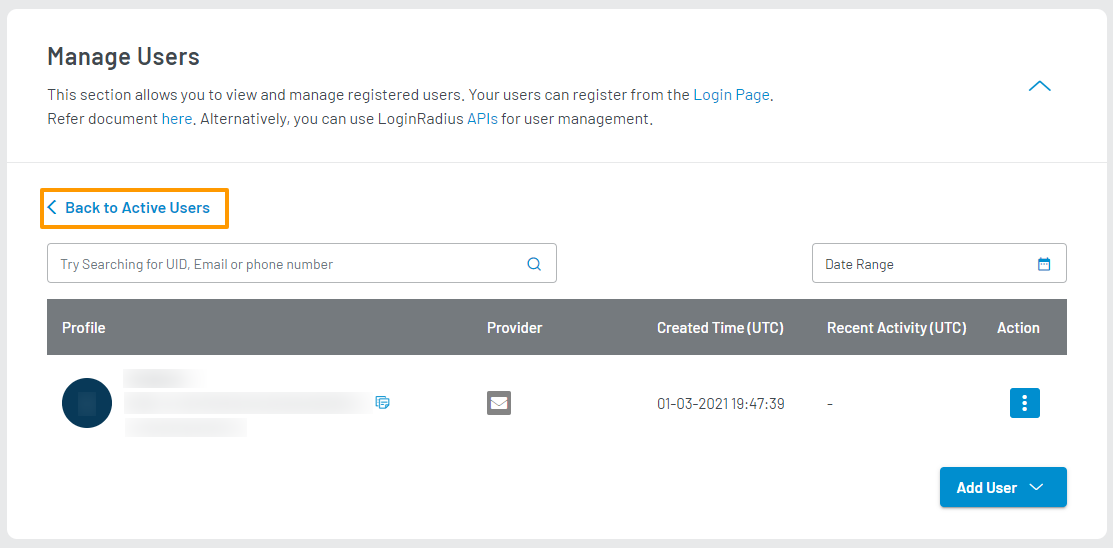 Manage Users
This section allows you to view and manage registered users. Your users can register from the Login Page.
Refer document here. Alternatively, you can use LoginRadius APIs for user management.
Back to Active Users
Try Searching for UID, Email or phone number
Date Range
Profile Provider Created Time (UTC) Recent Activity (UTC) Action
01-03-2021 19:47:39 -
Add User